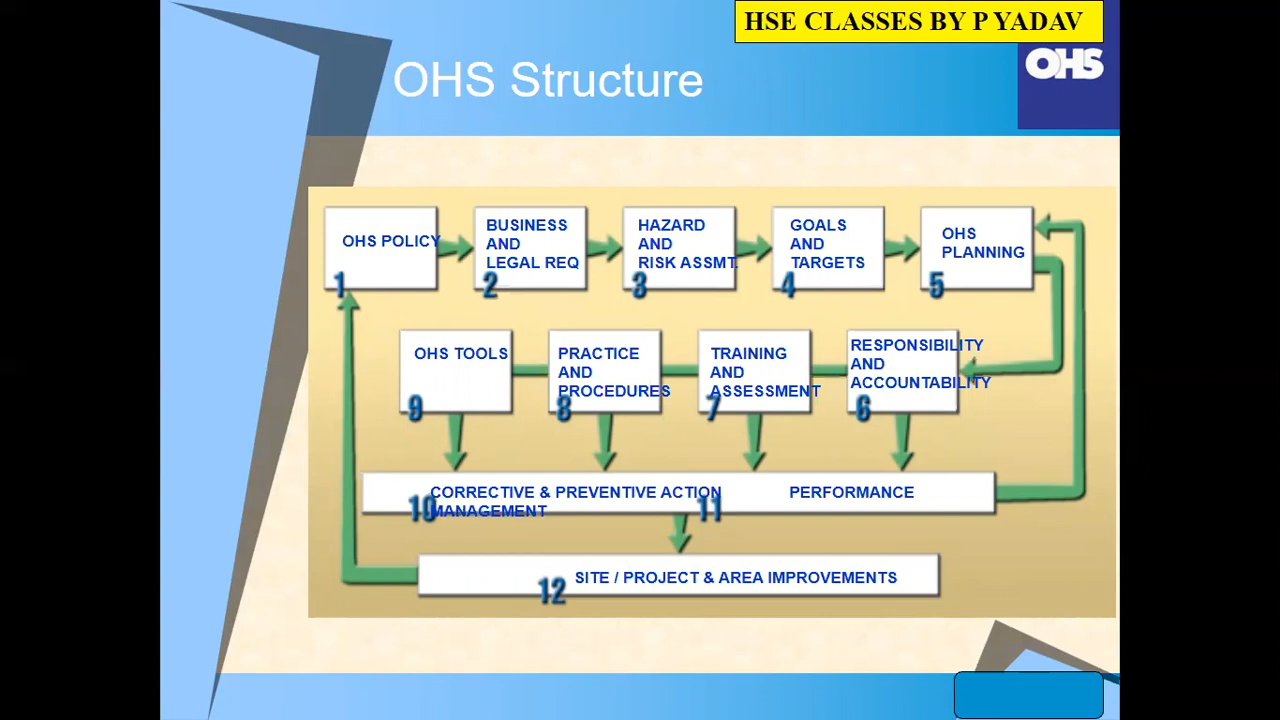 HSE CLASSES BY P YADAV
OHS
OHS Structure
OHS POLICY
1
BUSINESS
AND
LEGAL REQ
2
HAZARD
AND
RISK ASSMT.
3
GOALS
AND
TARGETS
4
OHS
PLANNING
5
OHS TOOLS
9
PRACTICE
AND
PROCEDURES
8
TRAINING
AND
ASSESSMENT
7
RESPONSIBILITY
AND
ACCOUNTABILITY
6
CORRECTIVE & PREVENTIVE ACTION
MANAGEMENT
10
PERFORMANCE
11
SITE / PROJECT & AREA IMPROVEMENTS
12